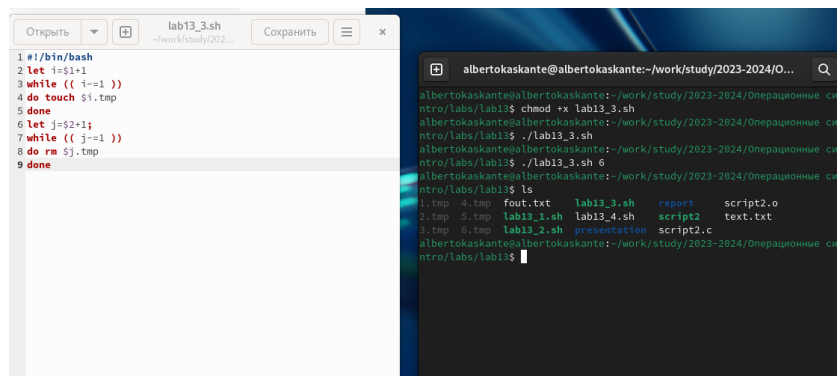 Открыть
lab13_3.sh
~/work/study/202...
Сохранить
1 #!/bin/bash
2 let i=$1+1
3 while (( i-=1 ))
4 do touch $i.tmp
5 done
6 let j=$2+1;
7 while (( j-=1 ))
8 do rm $j.tmp
9 done
albertokaskante@albertokaskante:~/work/study/2023-2024/О...
albertokaskante@albertokaskante:~/work/study/2023-2024/Операционные си
ntro/labs/lab13$ chmod +x lab13_3.sh
albertokaskante@albertokaskante:~/work/study/2023-2024/Операционные си
ntro/labs/lab13$ ./lab13_3.sh
albertokaskante@albertokaskante:~/work/study/2023-2024/Операционные си
ntro/labs/lab13$ ./lab13_3.sh 6
albertokaskante@albertokaskante:~/work/study/2023-2024/Операционные си
ntro/labs/lab13$ ls
1.tmp 4.tmp fout.txt lab13_3.sh report script2.o
2.tmp 5.tmp lab13_1.sh lab13_4.sh script2 text.txt
3.tmp 6.tmp lab13_2.sh presentation script2.c
albertokaskante@albertokaskante:~/work/study/2023-2024/Операционные си
ntro/labs/lab13$